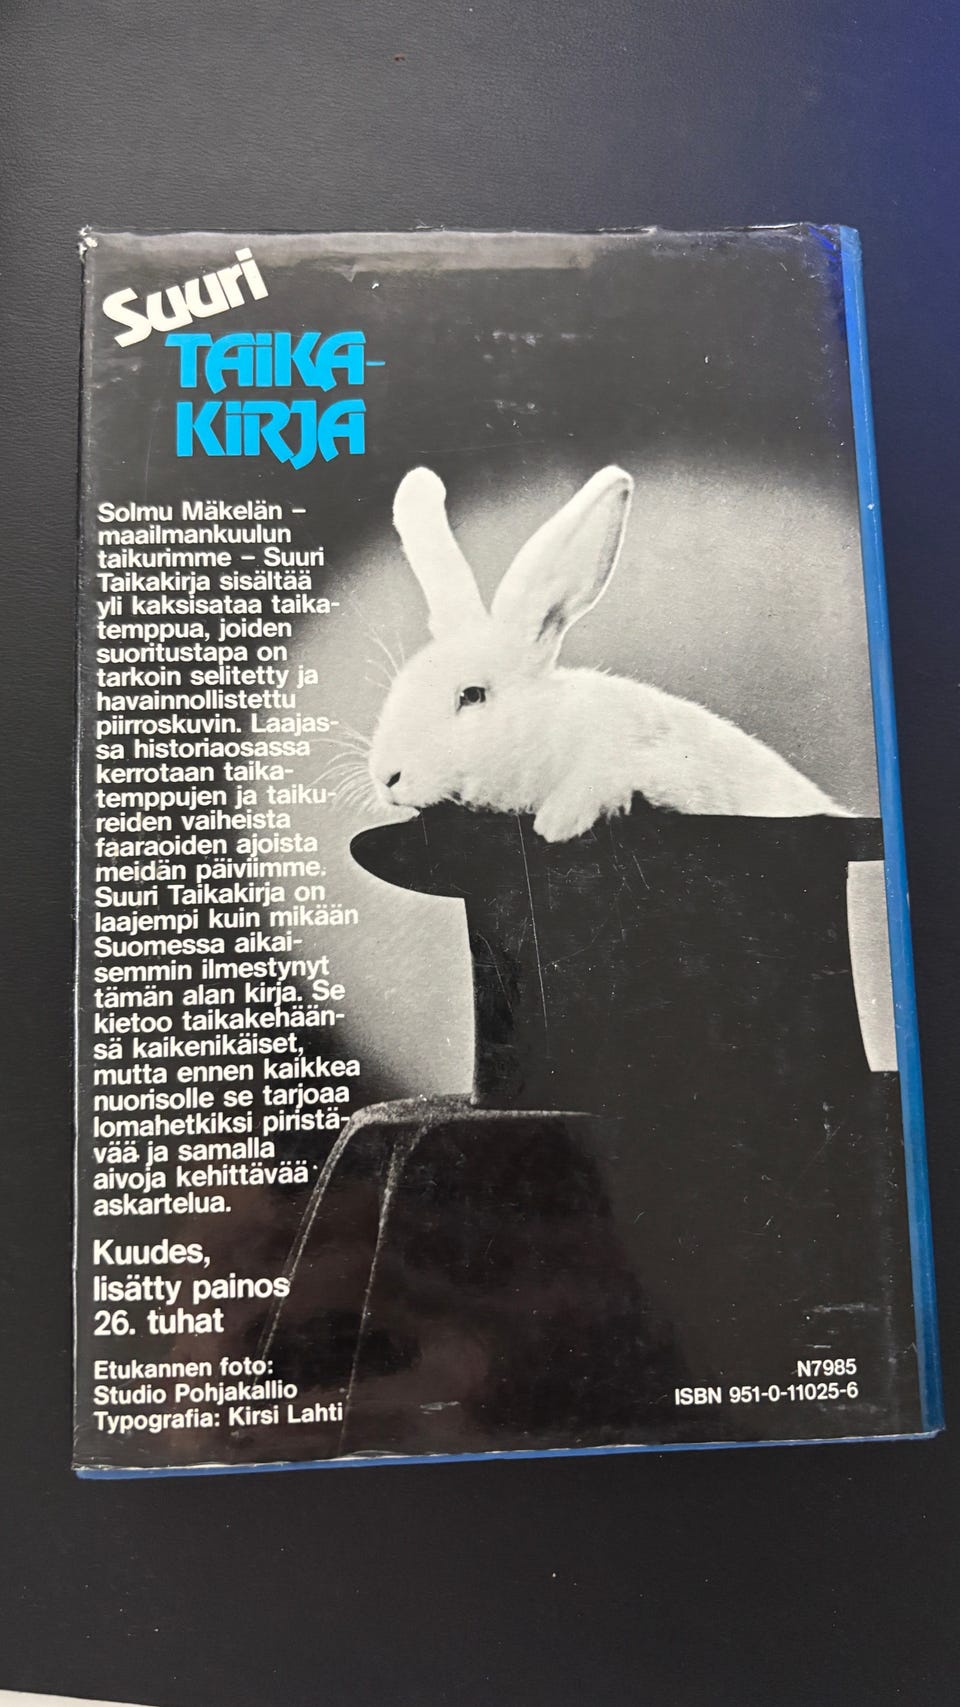 Suuri
TAIKA-
KIRJA
Solmu Mäkelän –
maailmankuulun
taikurimme – Suuri
Taikakirja sisältää
yli kaksisataa taika-
temppua, joiden
suoritustapa on
tarkoin selitetty ja
havainnollistettu
piirroskuvin. Laajas-
sa historiaosassa
kerrotaan taika-
temppujen ja taiku-
reiden vaiheista
faaraoiden ajoista
meidän päiviimme.
Suuri Taikakirja on
laajempi kuin mikään
Suomessa aikai-
semmin ilmestynyt
tämän alan kirja. Se
kietoo taikakehään-
sä kaikenikäiset,
mutta ennen kaikkea
nuorisolle se tarjoaa
lomahetkiksi piristä-
vää ja samalla
aivoja kehittävää
askartelua.
Kuudes,
lisätty painos
26. tuhat
Etukannen foto:
Studio Pohjakallio
Typografia: Kirsi Lahti
N7985
ISBN 951-0-11025-6